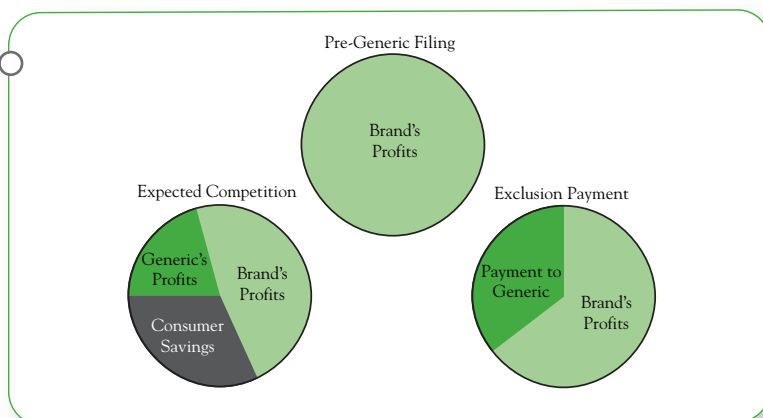 Pre-Generic Filing
Brand's
Profits
Expected Competition
Generic's
Profits
Brand's
Profits
Consumer
Savings
Exclusion Payment
Payment to
Generic
Brand's
Profits